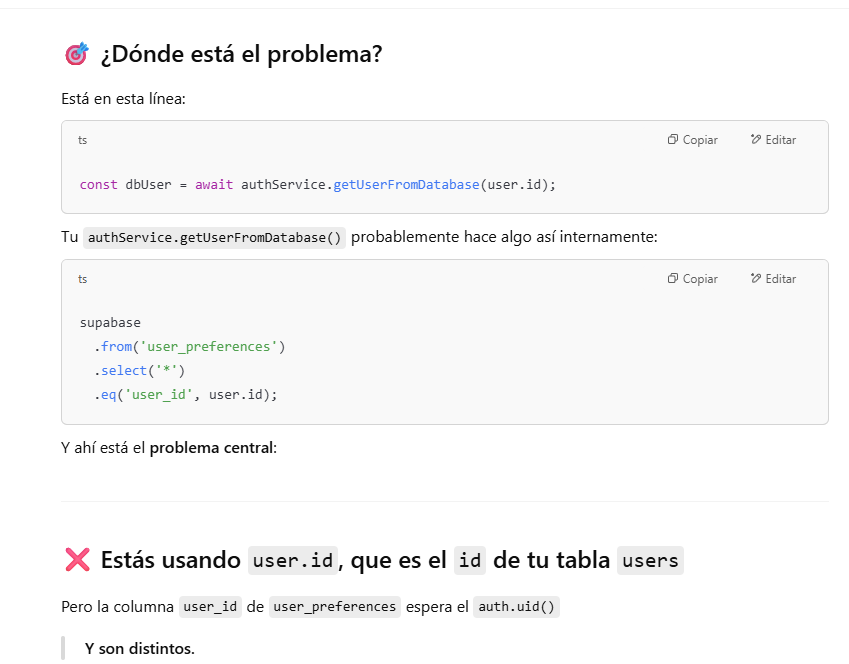 🎯 ¿Dónde está el problema?
Está en esta línea:
ts
Copiar
Editar
const dbUser = await authService.getUserFromDatabase(user.id);
Tu authService.getUserFromDatabase() probablemente hace algo así internamente:
ts
Copiar
Editar
supabase
  .from('user_preferences')
  .select('*')
  .eq('user_id', user.id);
Y ahí está el problema central:
❌ Estás usando user.id, que es el id de tu tabla users
Pero la columna user_id de user_preferences espera el auth.uid()
Y son distintos.